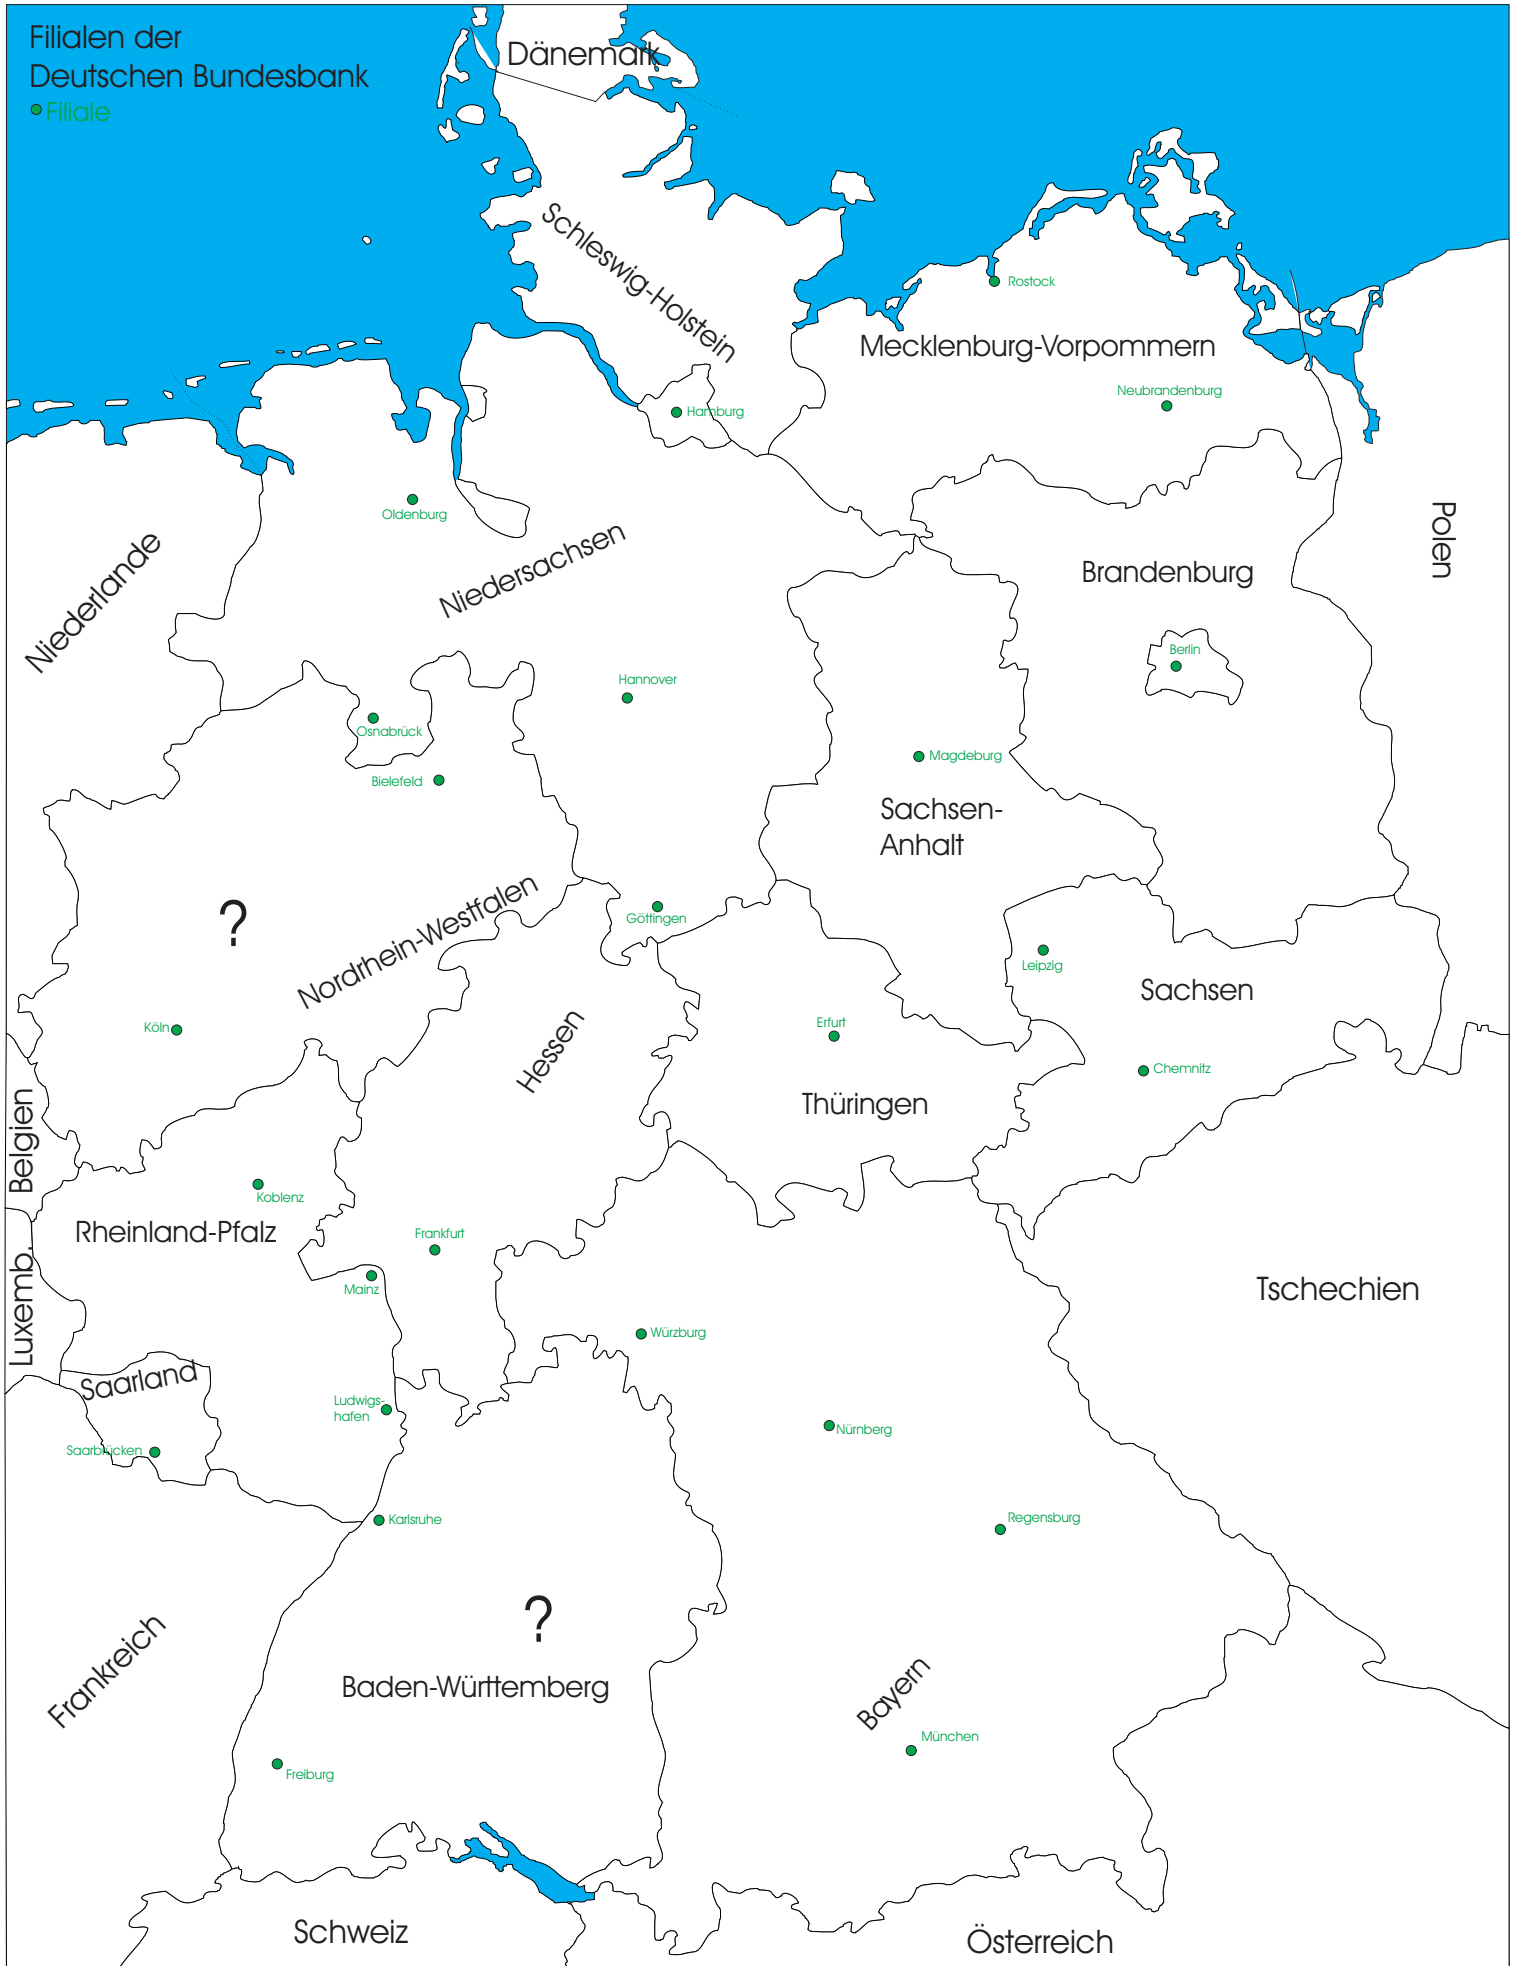 Filialen der
Deutschen Bundesbank
Filiale
Dänemark
Schleswig-Holstein
Rostock
Mecklenburg-Vorpommern
Neubrandenburg
Hamburg
Oldenburg
Niedersachsen
Niederlande
Polen
Brandenburg
Berlin
Hannover
Osnabrück
Bielefeld
Magdeburg
Sachsen-
Anhalt
?
Nordrhein-Westfalen
Göttingen
Leipzig
Sachsen
Köln
Hessen
Erfurt
Chemnitz
Thüringen
Belgien
Koblenz
Rheinland-Pfalz
Frankfurt
Mainz
Luxemb.
Tschechien
Würzburg
Saarland
Ludwigs-
hafen
Saarbrücken
Nürnberg
Karlsruhe
Regensburg
?
Frankreich
Baden-Württemberg
Bayern
München
Freiburg
Schweiz
Österreich